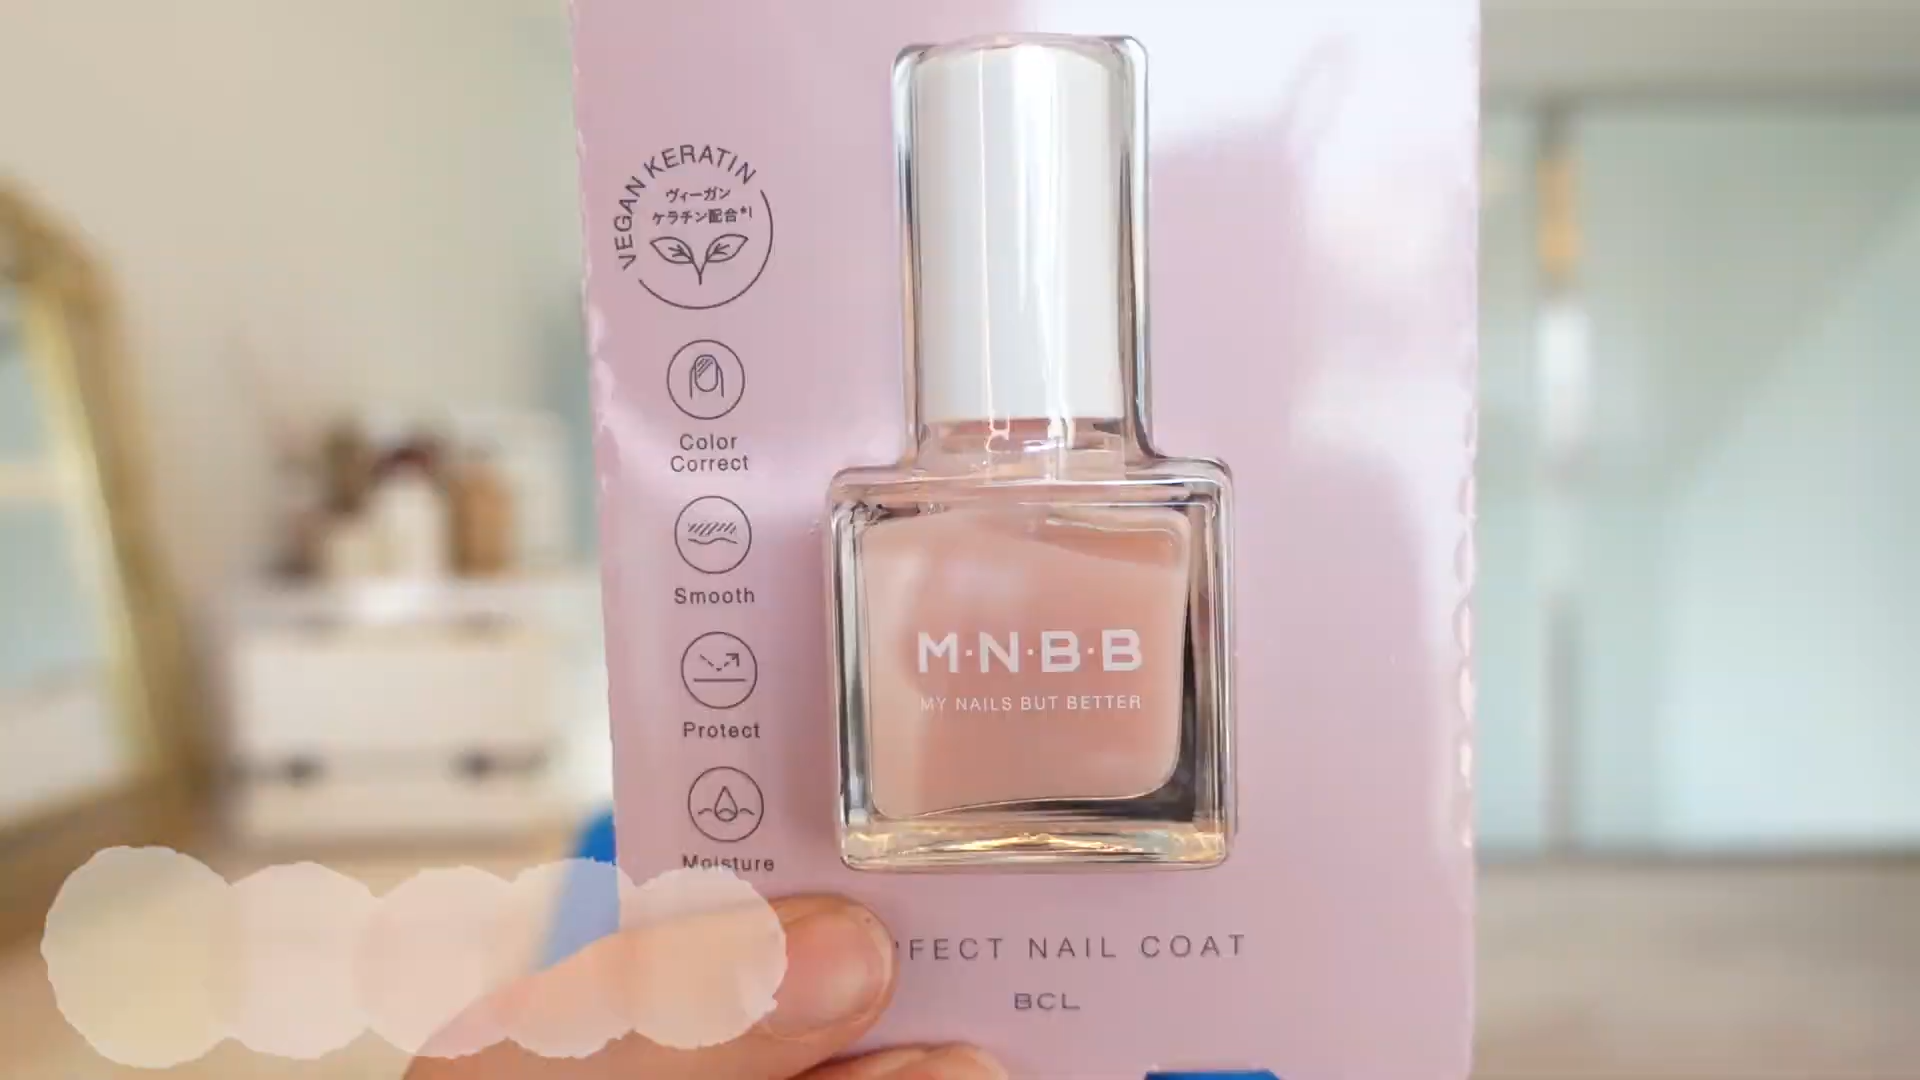 VEGAN KERATIN
ヴィーガン
ケラチン配合*1
Color
Correct
Smooth
Protect
Moisture
M·N·B·B
MY NAILS BUT BETTER
NAIL COAT
BCL